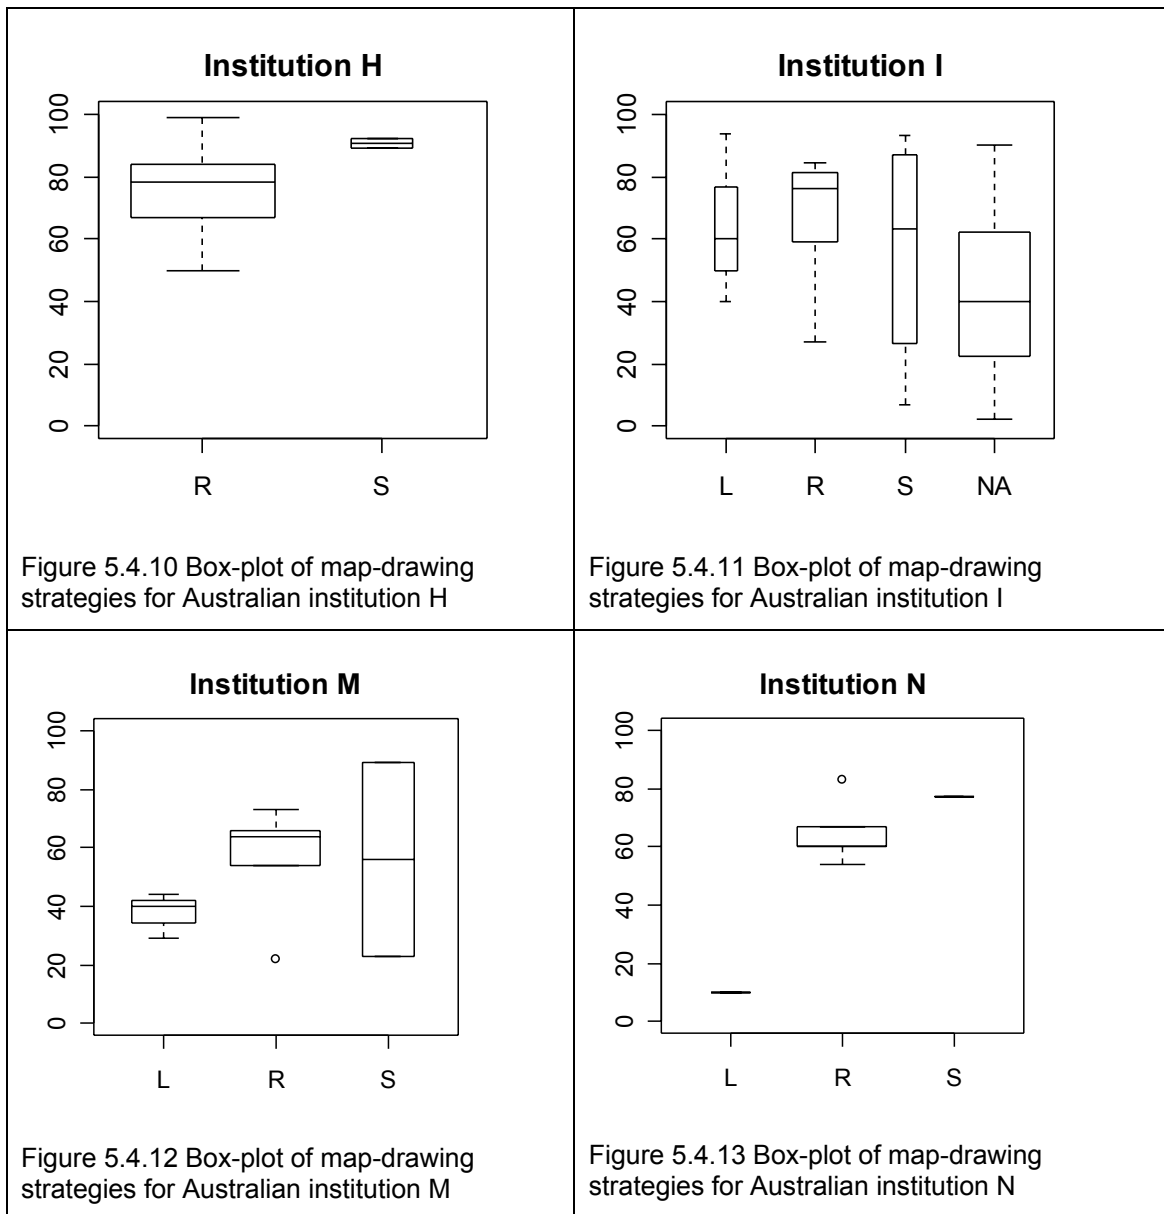 Institution H
100
80
60
40
20
0
R S
Figure 5.4.10 Box-plot of map-drawing
strategies for Australian institution H
Institution I
100
80
60
40
20
0
L R S NA
Figure 5.4.11 Box-plot of map-drawing
strategies for Australian institution I
Institution M
100
80
60
40
20
0
L R S
Figure 5.4.12 Box-plot of map-drawing
strategies for Australian institution M
Institution N
100
80
60
40
20
0
L R S
Figure 5.4.13 Box-plot of map-drawing
strategies for Australian institution N